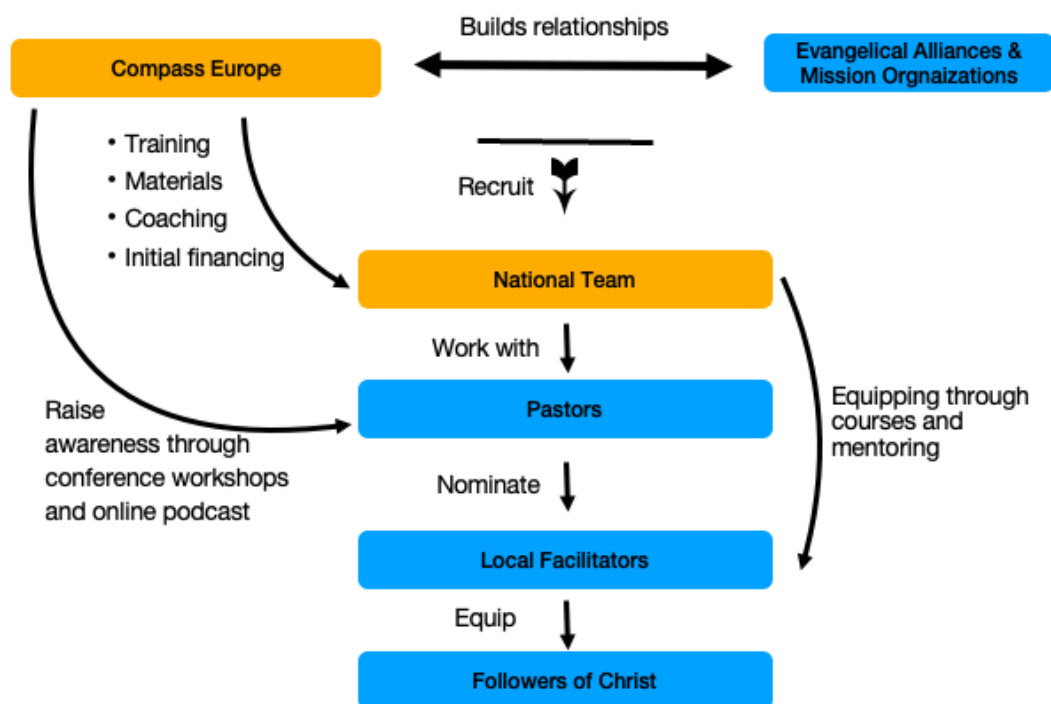 Builds relationships
Compass Europe
Evangelical Alliances &
Mission Orgnaizations
• Training
• Materials
• Coaching
• Initial financing
Recruit
National Team
Work with
Pastors
Raise
awareness through
conference workshops
and online podcast
Equipping through
courses and
mentoring
Nominate
Local Facilitators
Equip
Followers of Christ